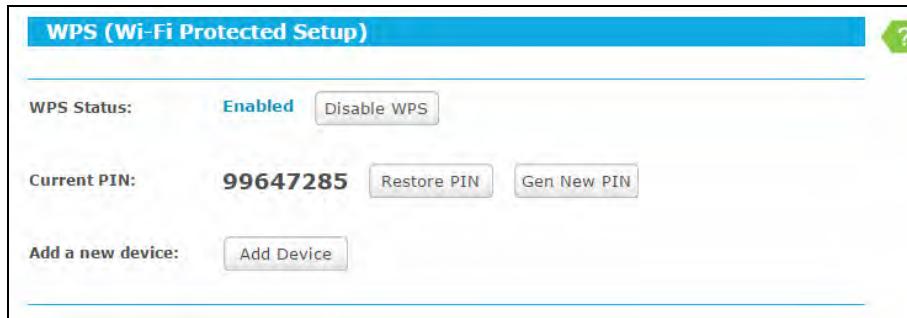 WPS (Wi-Fi Protected Setup)
?
WPS Status: Enabled Disable WPS
Current PIN: 99647285 Restore PIN Gen New PIN
Add a new device: Add Device